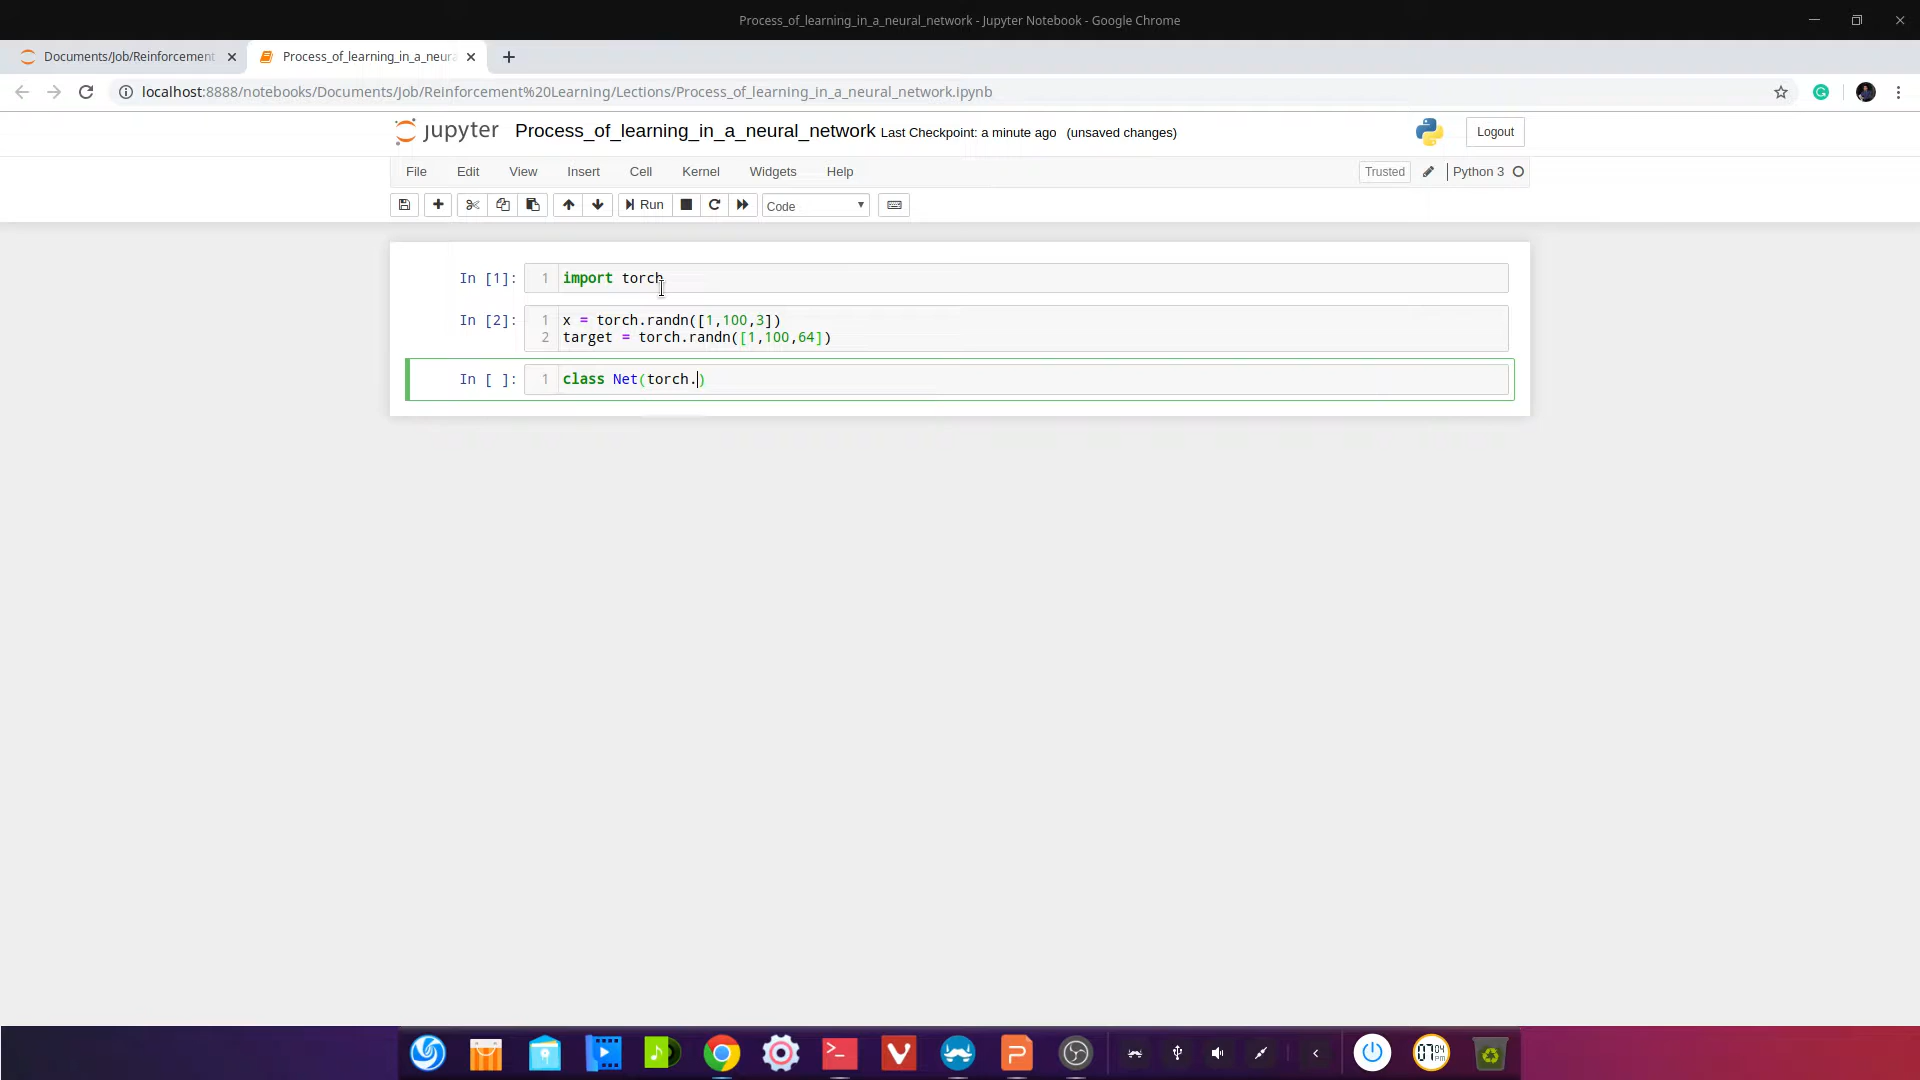 Process_of_learning_in_a_neural_network - Jupyter Notebook - Google Chrome
Documents/Job/Reinforcement
Process_of_learning_in_a_neura
localhost:8888/notebooks/Documents/Job/Reinforcement%20Learning/Lections/Process_of_learning_in_a_neural_network.ipynb
jupyter Process_of_learning_in_a_neural_network Last Checkpoint: a minute ago (unsaved changes) Logout
File Edit View Insert Cell Kernel Widgets Help Trusted Python 3
Run Code
In [1]: 1 import torch
In [2]: 1 x = torch.randn([1,100,3])
2 target = torch.randn([1,100,64])
In [ ]: 1 class Net(torch.)
07:04
PM